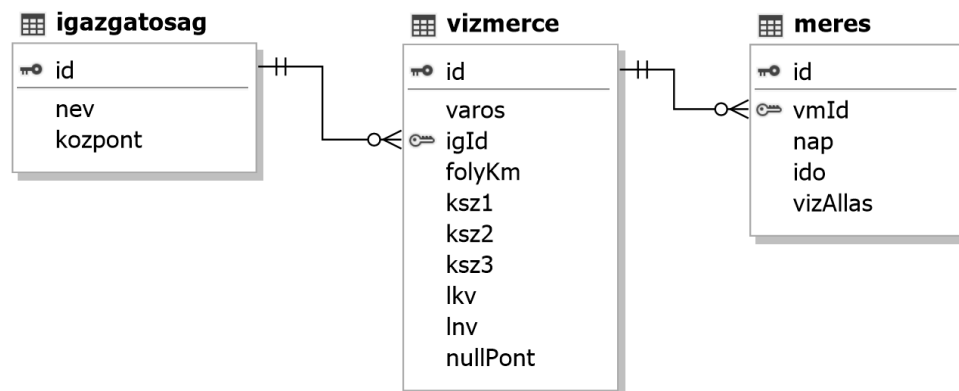 igazgatosag
id
nev
kozpont
vizmerce
id
varos
igId
folyKm
ksz1
ksz2
ksz3
lkv
lnv
nullPont
meres
id
vmId
nap
ido
vizAllas